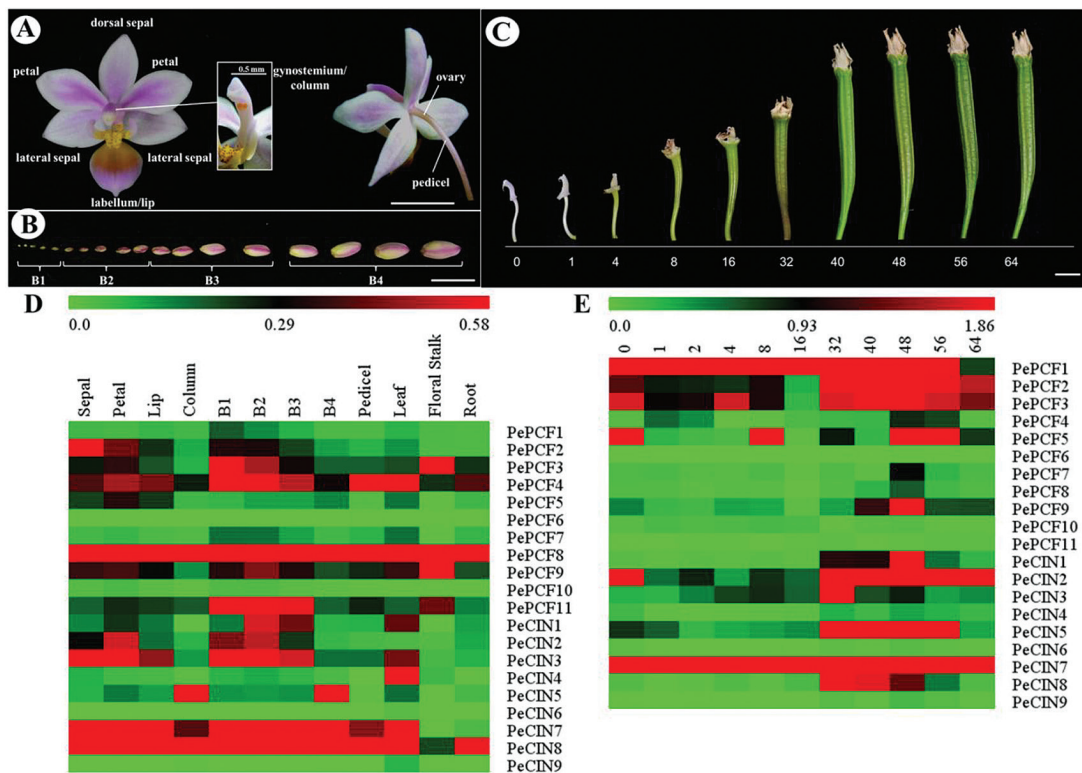 A
dorsal sepal
petal
petal
0.5 mm
gynostemium/
column
ovary
lateral sepal
lateral sepal
pedicel
labellum/lip
B
B1
B2
B3
B4
C
0 1 4 8 16 32 40 48 56 64
D
0.0 0.29 0.58
Sepal Petal Lip Column B1 B2 B3 B4 Pedicel Leaf Floral Stalk Root
PePCF1
PePCF2
PePCF3
PePCF4
PePCF5
PePCF6
PePCF7
PePCF8
PePCF9
PePCF10
PePCF11
PeCIN1
PeCIN2
PeCIN3
PeCIN4
PeCIN5
PeCIN6
PeCIN7
PeCIN8
PeCIN9
E
0.0 0.93 1.86
0 1 2 4 8 16 32 40 48 56 64
PePCF1
PePCF2
PePCF3
PePCF4
PePCF5
PePCF6
PePCF7
PePCF8
PePCF9
PePCF10
PePCF11
PeCIN1
PeCIN2
PeCIN3
PeCIN4
PeCIN5
PeCIN6
PeCIN7
PeCIN8
PeCIN9